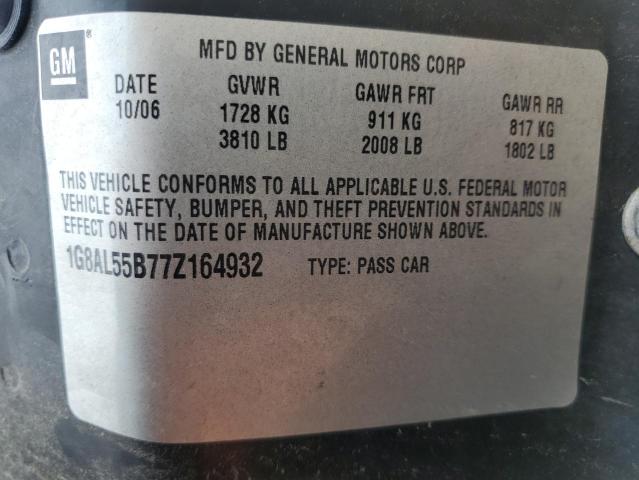 GM ®
MFD BY GENERAL MOTORS CORP
DATE GVWR GAWR FRT GAWR RR
10/06 1728 KG 911 KG 817 KG
3810 LB 2008 LB 1802 LB
THIS VEHICLE CONFORMS TO ALL APPLICABLE U.S. FEDERAL MOTOR
VEHICLE SAFETY, BUMPER, AND THEFT PREVENTION STANDARDS IN
EFFECT ON THE DATE OF MANUFACTURE SHOWN ABOVE.
1G8AL55B77Z164932 TYPE: PASS CAR